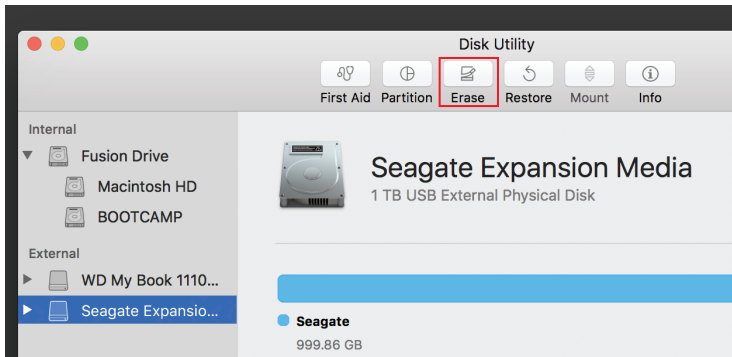 Disk Utility
First Aid Partition Erase Restore Mount Info
Internal
Fusion Drive
Macintosh HD
BOOTCAMP
External
WD My Book 1110...
Seagate Expansio...
Seagate Expansion Media
1 TB USB External Physical Disk
Seagate
999.86 GB